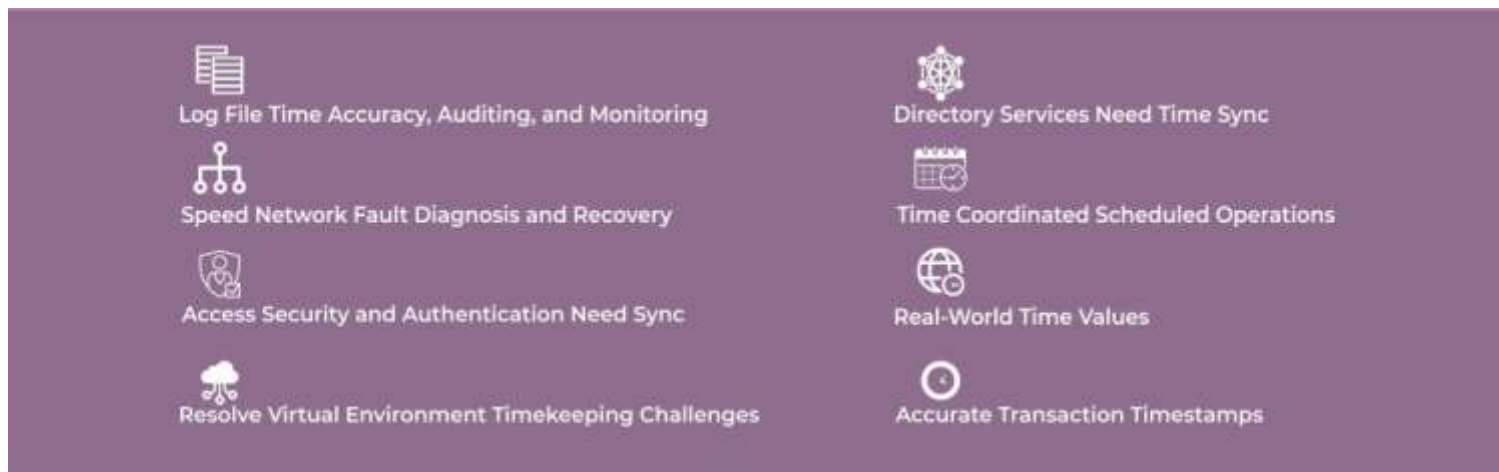 Log File Time Accuracy, Auditing, and Monitoring
Speed Network Fault Diagnosis and Recovery
Access Security and Authentication Need Sync
Resolve Virtual Environment Timekeeping Challenges
Directory Services Need Time Sync
Time Coordinated Scheduled Operations
Real-World Time Values
Accurate Transaction Timestamps